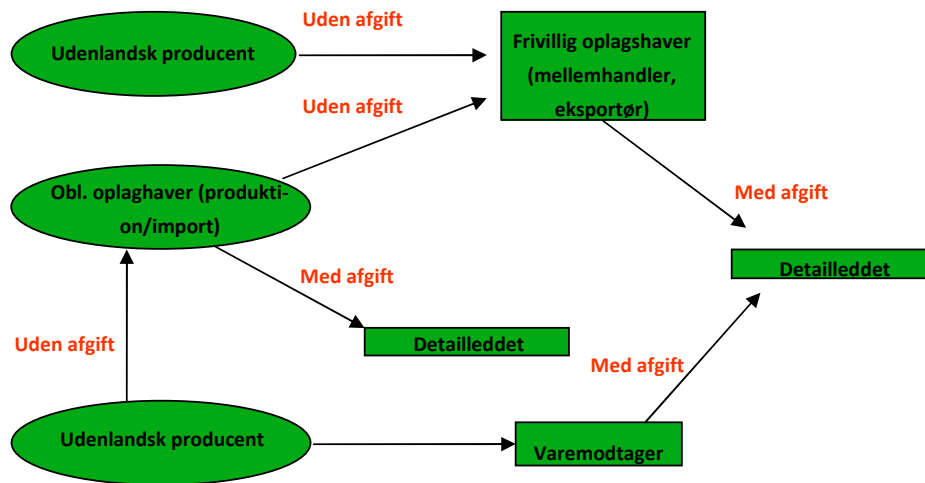 Uden afgift
Udenlandsk producent
Frivillig oplagshaver
(mellemhandler,
eksportør)
Uden afgift
Obl. oplaghaver (produkti-
on/import)
Med afgift
Detailleddet
Med afgift
Uden afgift
Detailleddet
Med afgift
Udenlandsk producent
Varemodtager